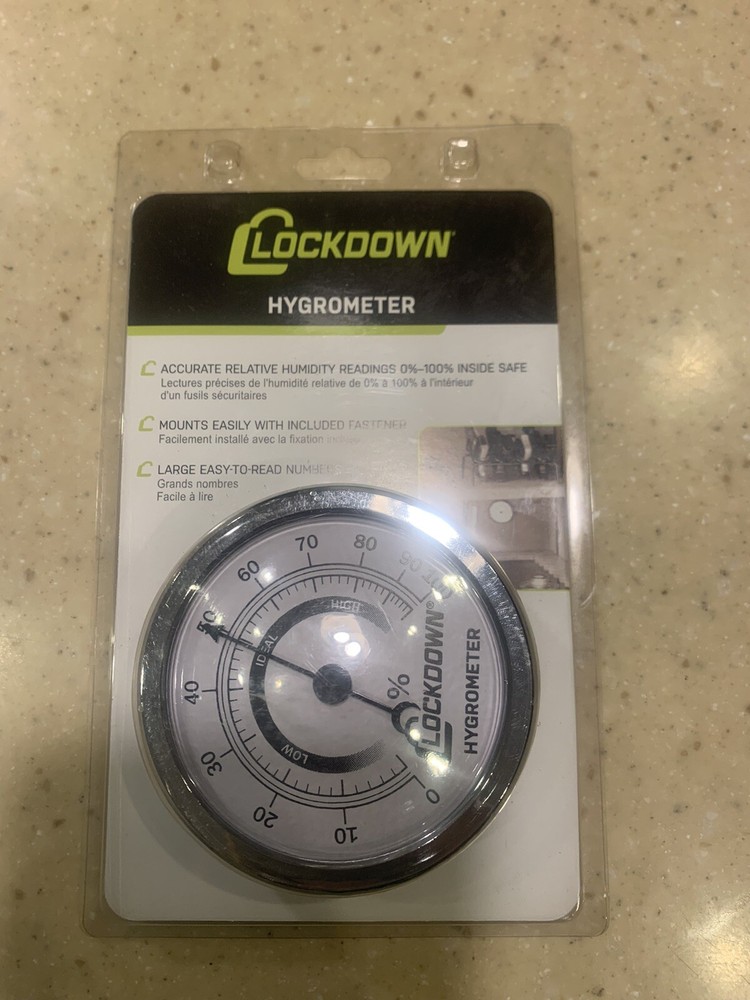 LOCKDOWN
HYGROMETER
ACCURATE RELATIVE HUMIDITY READINGS 0%–100% INSIDE SAFE
Lectures précises de l'humidité relative de 0% à 100% à l'intérieur
d'un fusils sécuritaires
MOUNTS EASILY WITH INCLUDED FASTENER
Facilement installé avec la fixation
LARGE EASY-TO-READ NUMBERS
Grands nombres
Facile à lire
0
10
20
30
40
50
60
70
80
90
100
LOW
IDEAL
HIGH
%
LOCKDOWN®
HYGROMETER